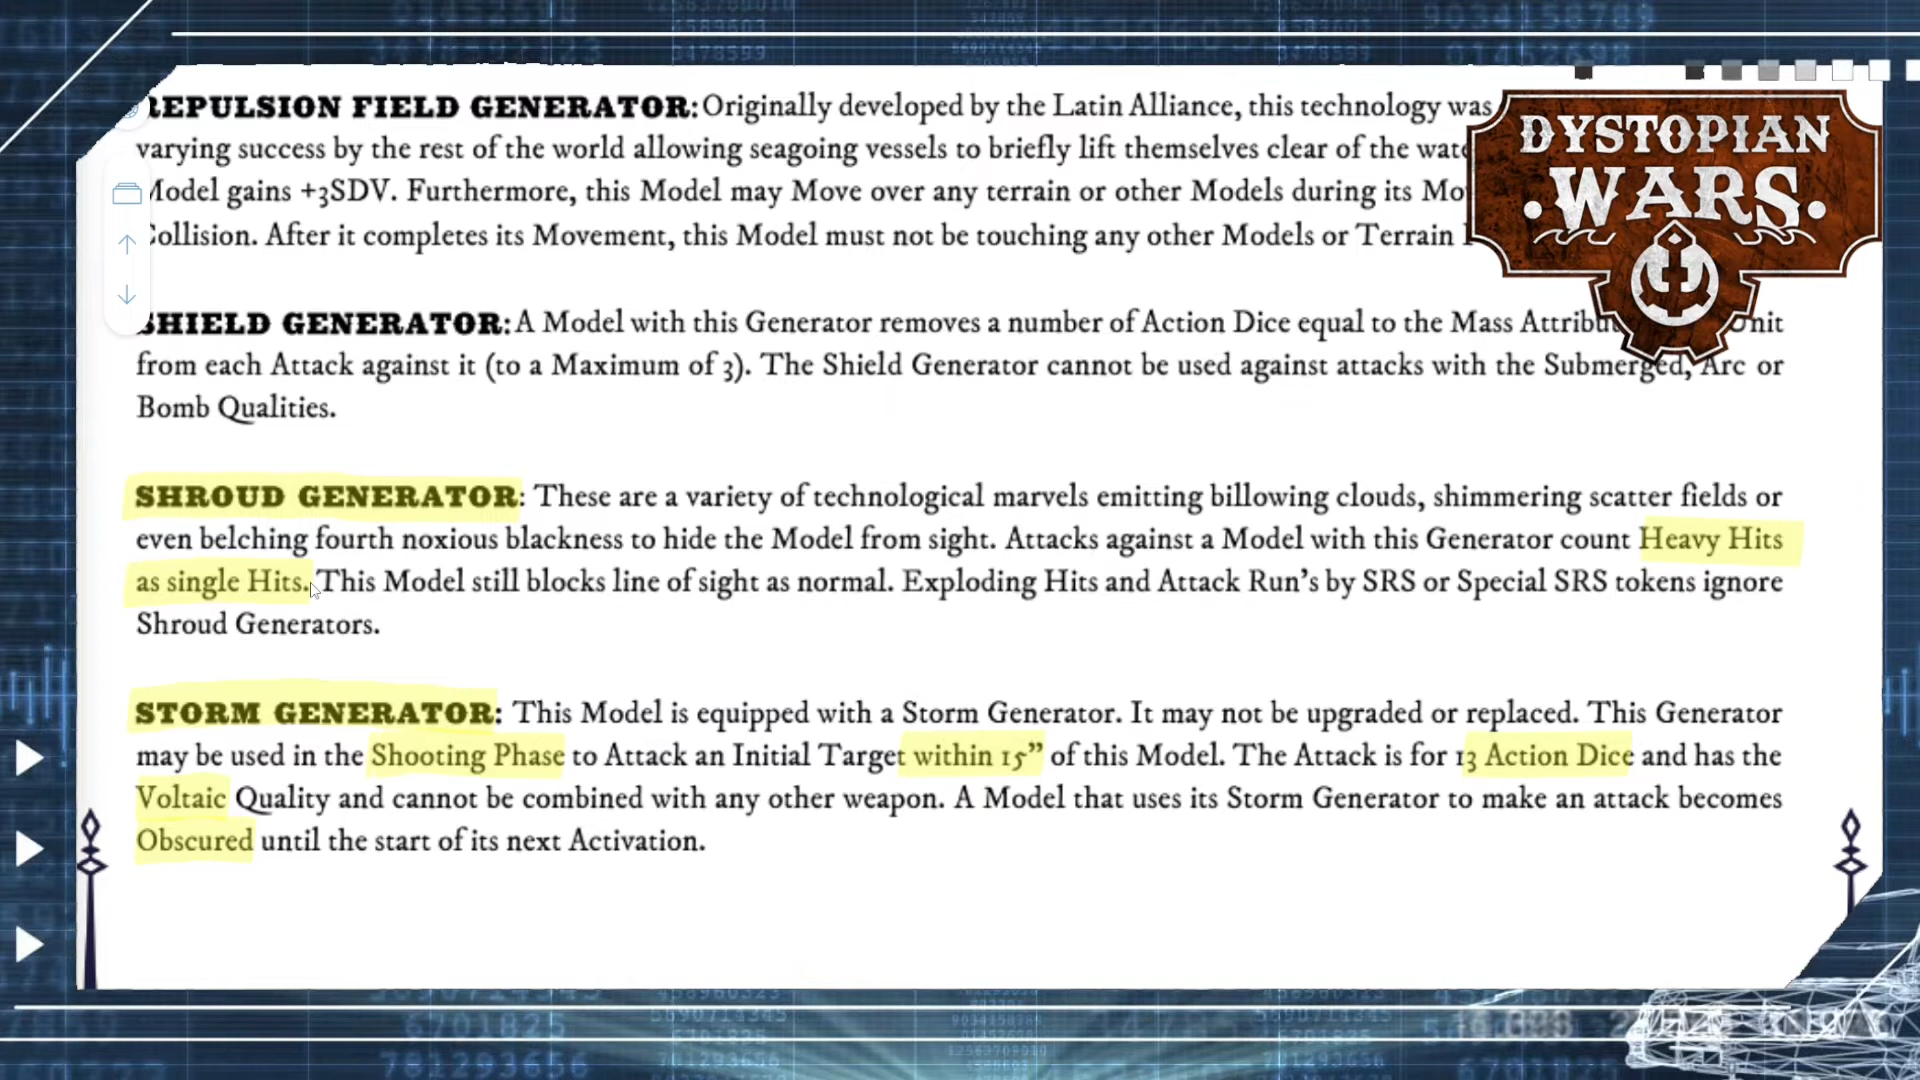 REPULSION FIELD GENERATOR: Originally developed by the Latin Alliance, this technology was
varying success by the rest of the world allowing seagoing vessels to briefly lift themselves clear of the
Model gains +3SDV. Furthermore, this Model may Move over any terrain or other Models during its
Collision. After it completes its Movement, this Model must not be touching any other Models or Terrain
DYSTOPIAN
WARS
SHIELD GENERATOR: A Model with this Generator removes a number of Action Dice equal to the Mass Unit
from each Attack against it (to a Maximum of 3). The Shield Generator cannot be used against attacks with the Submerged, Arc or
Bomb Qualities.
SHROUD GENERATOR: These are a variety of technological marvels emitting billowing clouds, shimmering scatter fields or
even belching fourth noxious blackness to hide the Model from sight. Attacks against a Model with this Generator count Heavy Hits
as single Hits. This Model still blocks line of sight as normal. Exploding Hits and Attack Run's by SRS or Special SRS tokens ignore
Shroud Generators.
STORM GENERATOR: This Model is equipped with a Storm Generator. It may not be upgraded or replaced. This Generator
may be used in the Shooting Phase to Attack an Initial Target within 15" of this Model. The Attack is for 13 Action Dice and has the
Voltaic Quality and cannot be combined with any other weapon. A Model that uses its Storm Generator to make an attack becomes
Obscured until the start of its next Activation.
6701825
781293656